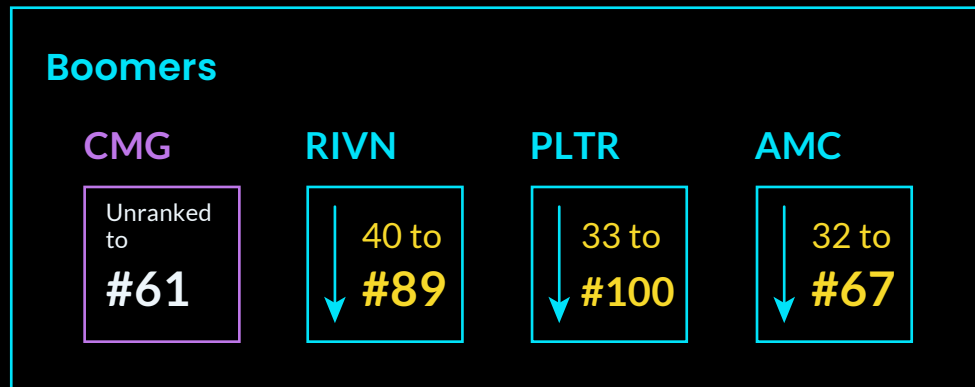 Boomers
CMG
Unranked
to
#61
RIVN
40 to
#89
PLTR
33 to
#100
AMC
32 to
#67